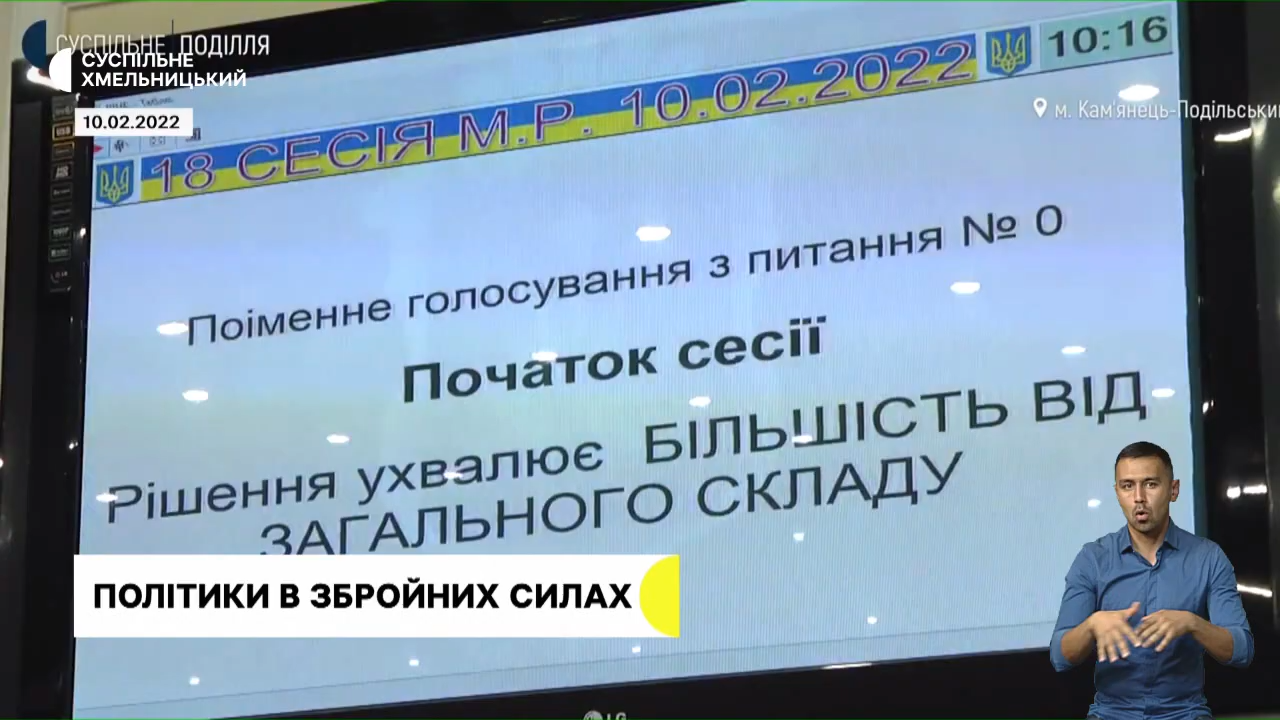 СУСПІЛЬНЕ ПОДІЛЛЯ
СУСПІЛЬНЕ
ХМЕЛЬНИЦЬКИЙ
10.02.2022
18 СЕСІЯ М.Р. 10.02.2022
10:16
м. Кам'янець-Подільський
Поіменне голосування з питання № 0
Початок сесії
Рішення ухвалює БІЛЬШІСТЬ ВІД
ЗАГАЛЬНОГО СКЛАДУ
ПОЛІТИКИ В ЗБРОЙНИХ СИЛАХ
LG